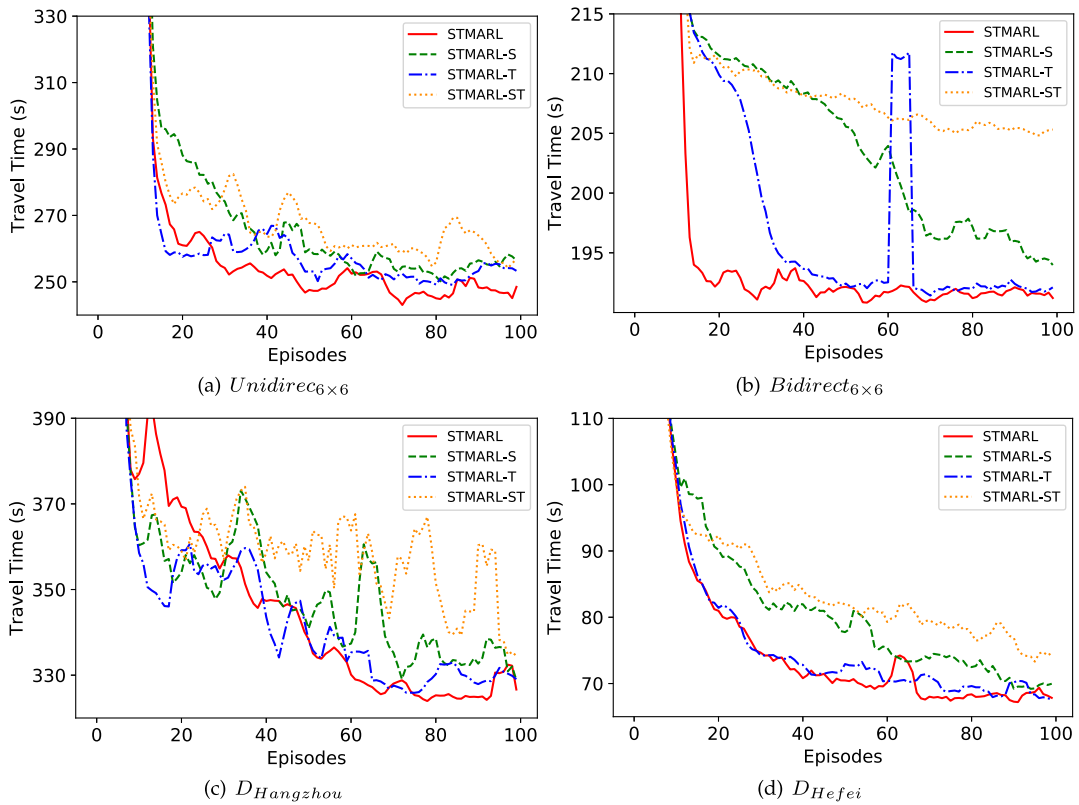 330
310
290
270
250
Travel Time (s)
0 20 40 60 80 100
Episodes
STMARL
STMARL-S
STMARL-T
STMARL-ST
(a) Unidirec6×6
215
210
205
200
195
Travel Time (s)
0 20 40 60 80 100
Episodes
STMARL
STMARL-S
STMARL-T
STMARL-ST
(b) Bidirect6×6
390
370
350
330
Travel Time (s)
0 20 40 60 80 100
Episodes
STMARL
STMARL-S
STMARL-T
STMARL-ST
(c) DHangzhou
110
100
90
80
70
Travel Time (s)
0 20 40 60 80 100
Episodes
STMARL
STMARL-S
STMARL-T
STMARL-ST
(d) DHefei